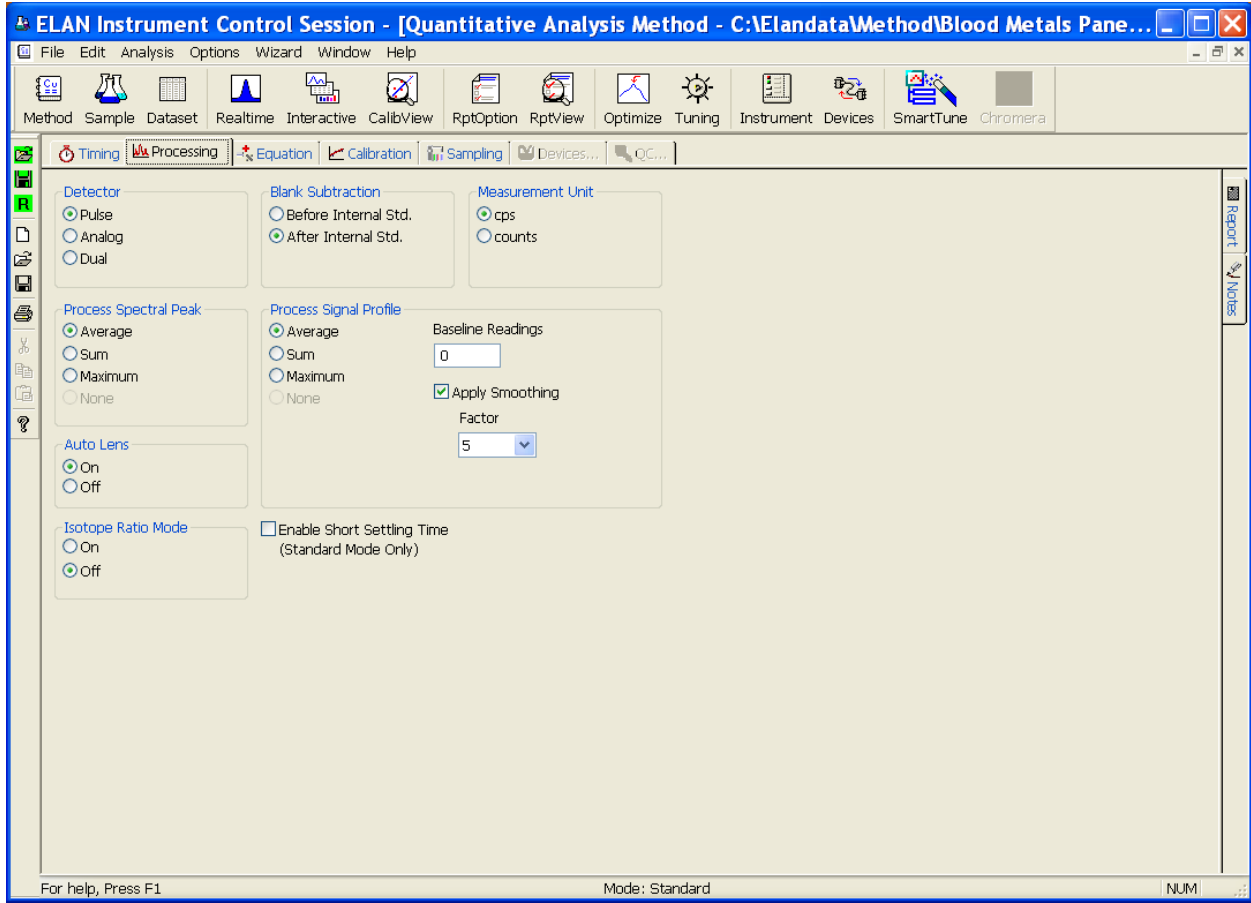 ELAN Instrument Control Session - [Quantitative Analysis Method - C:\Elandata\Method\Blood Metals Pane...
File Edit Analysis Options Wizard Window Help
Method Sample Dataset Realtime Interactive CalibView RptOption RptView Optimize Tuning Instrument Devices SmartTune Chromera
Timing Processing Equation Calibration Sampling Devices... QC...
R
Detector
Pulse
Analog
Dual
Blank Subtraction
Before Internal Std.
After Internal Std.
Measurement Unit
cps
counts
Process Spectral Peak
Average
Sum
Maximum
None
Process Signal Profile
Average
Sum
Maximum
None
Baseline Readings
0
Apply Smoothing
Factor
5
Auto Lens
On
Off
Isotope Ratio Mode
On
Off
Enable Short Settling Time
(Standard Mode Only)
Report
Notes
For help, Press F1
Mode: Standard
NUM